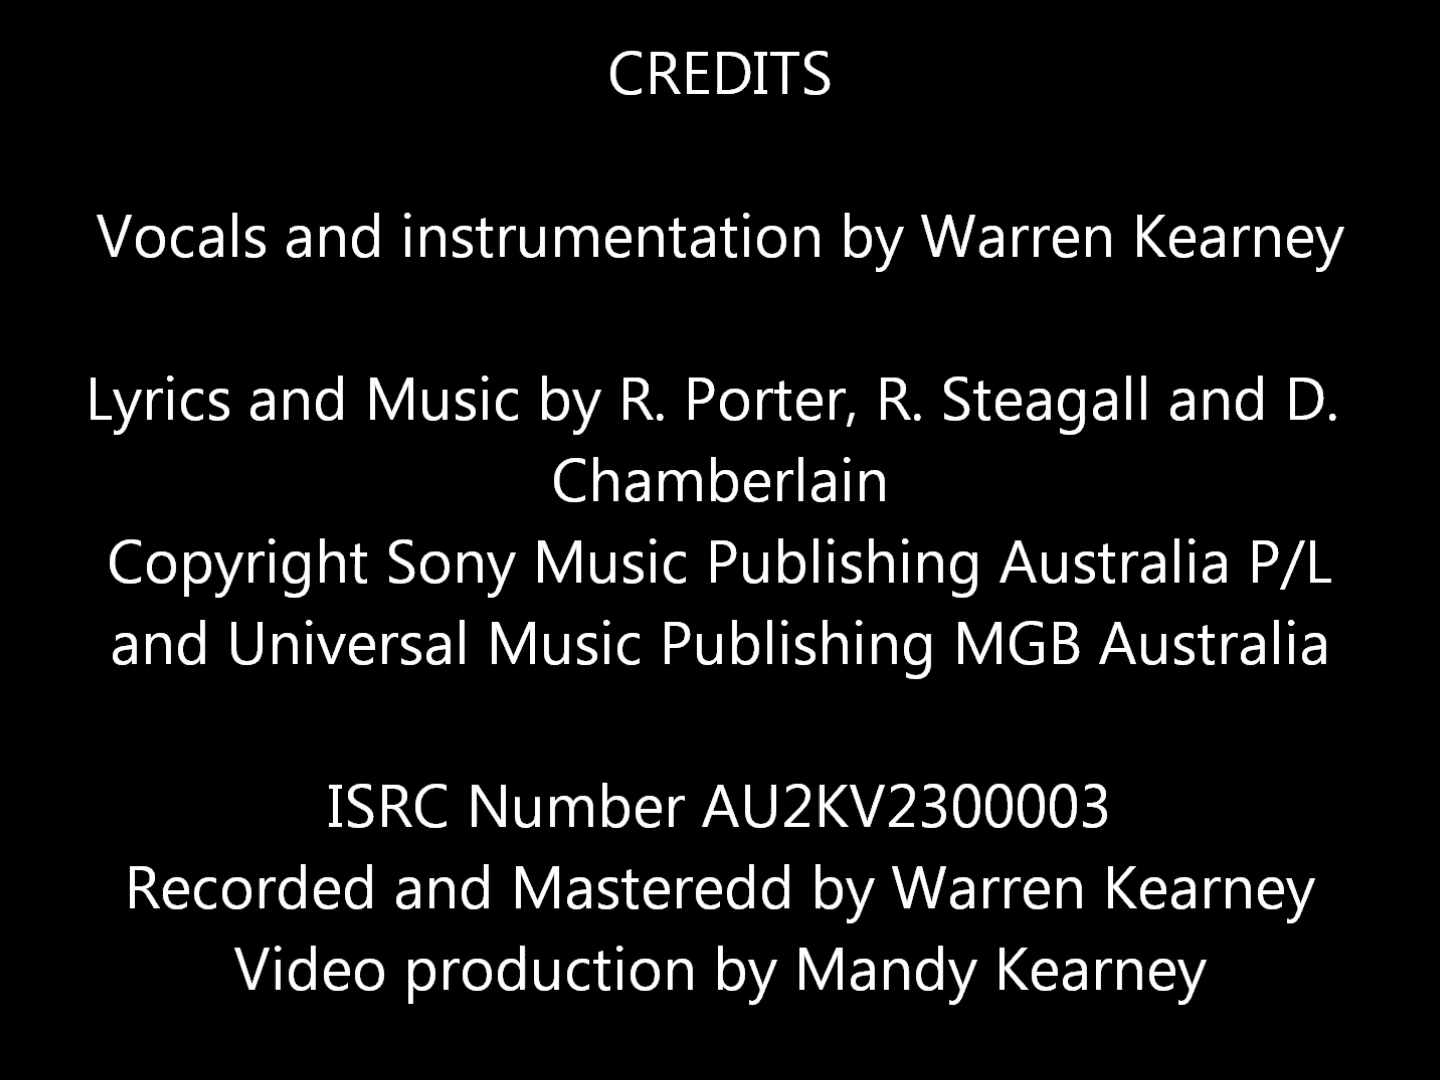 CREDITS
Vocals and instrumentation by Warren Kearney
Lyrics and Music by R. Porter, R. Steagall and D.
Chamberlain
Copyright Sony Music Publishing Australia P/L
and Universal Music Publishing MGB Australia
ISRC Number AU2KV2300003
Recorded and Masteredd by Warren Kearney
Video production by Mandy Kearney